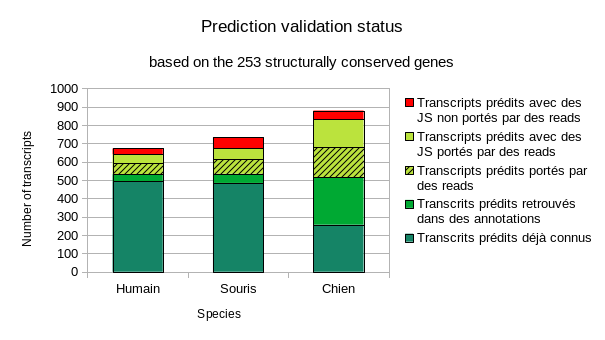 Prediction validation status
based on the 253 structurally conserved genes
1000
900
800
700
600
500
400
300
200
100
0
Number of transcripts
Humain
Souris
Chien
Species
Transcripts prédits avec des
JS non portés par des reads
Transcripts prédits avec des
JS portés par des reads
Transcripts prédits portés par
des reads
Transcrits prédits retrouvés
dans des annotations
Transcrits prédits déjà connus